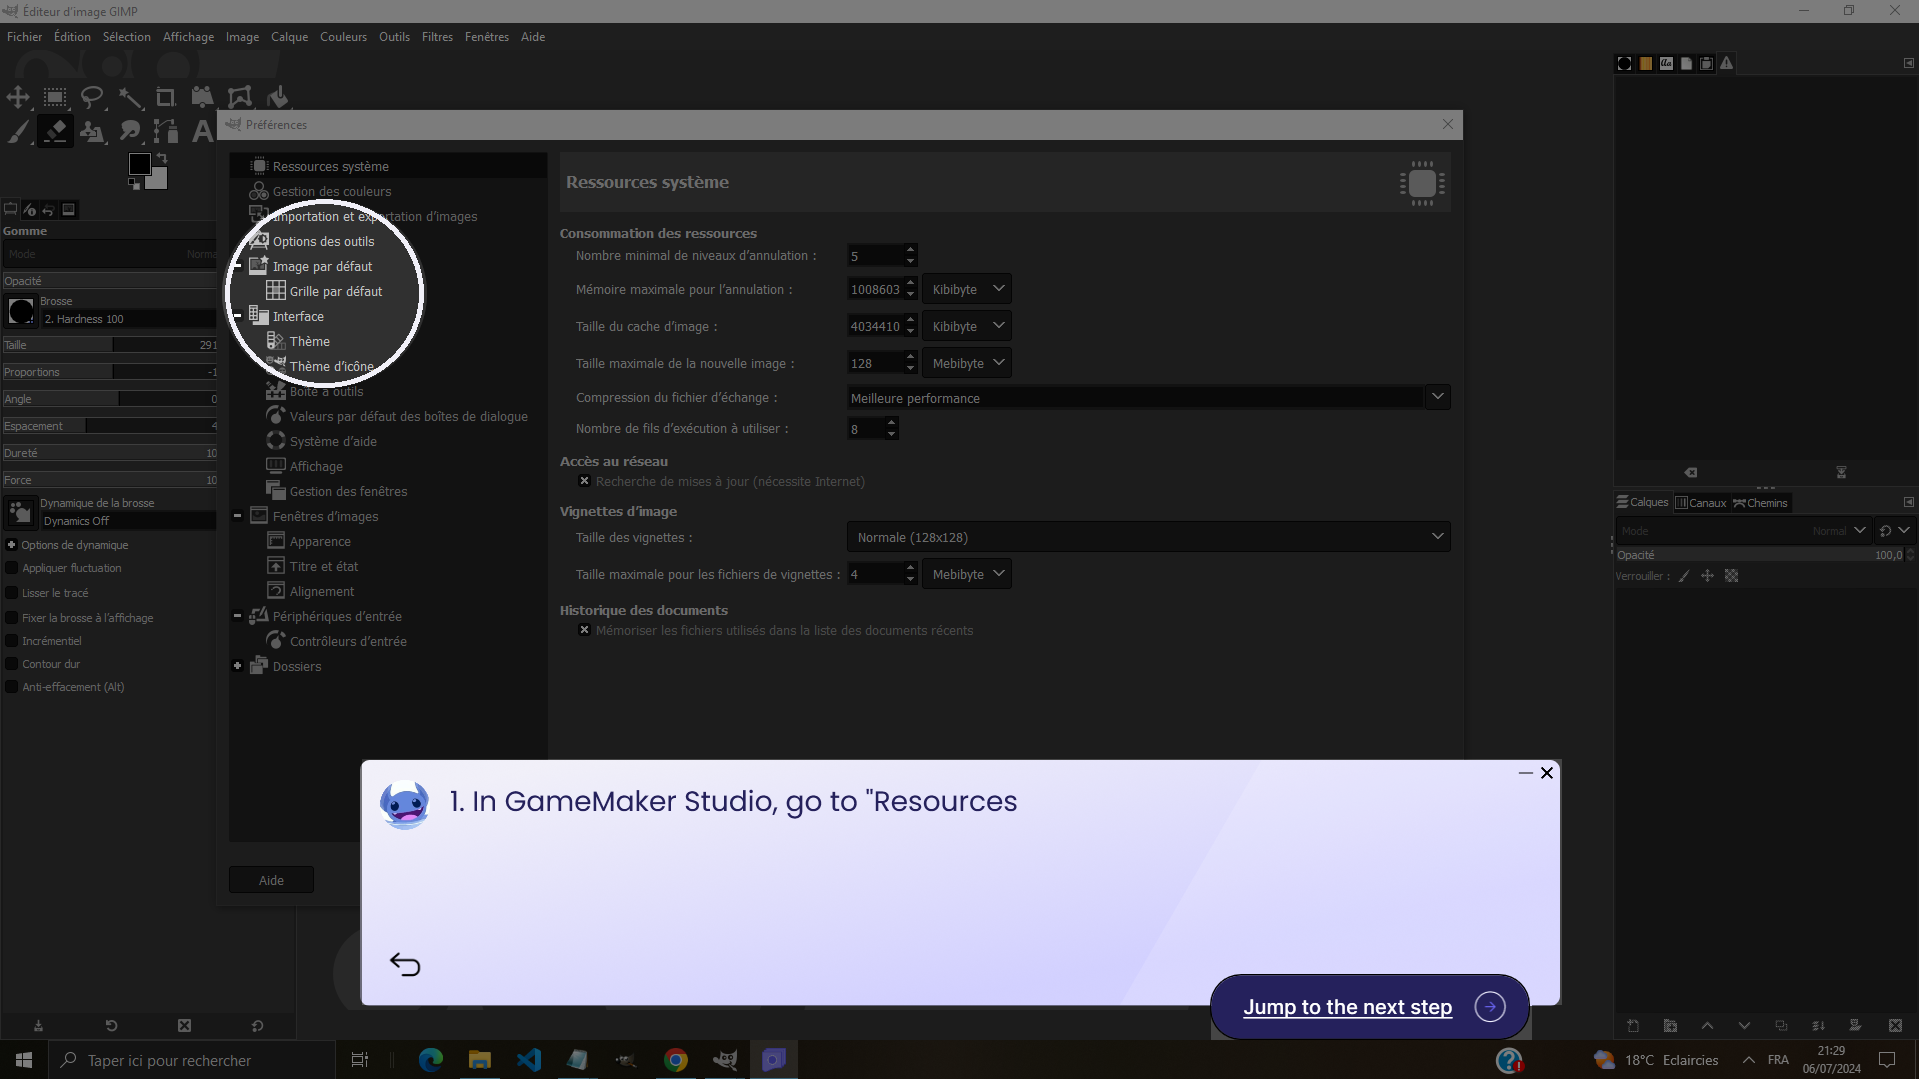 Éditeur d'image GIMP
Fichier Édition Sélection Affichage Image Calque Couleurs Outils Filtres Fenêtres Aide
Préférences
Ressources système
Gestion des couleurs
Importation et exportation d'images
Options des outils
Image par défaut
Grille par défaut
Interface
Thème
Thème d'icône
Boîte à outils
Valeurs par défaut des boîtes de dialogue
Système d'aide
Affichage
Gestion des fenêtres
Fenêtres d'images
Apparence
Titre et état
Alignement
Périphériques d'entrée
Contrôleurs d'entrée
Dossiers
Aide
Ressources système
Consommation des ressources
Nombre minimal de niveaux d'annulation : 5
Mémoire maximale pour l'annulation : 1008603 Kibibyte
Taille du cache d'image : 4034410 Kibibyte
Taille maximale de la nouvelle image : 128 Mebibyte
Compression du fichier d'échange : Meilleure performance
Nombre de fils d'exécution à utiliser : 8
Accès au réseau
Recherche de mises à jour (nécessite Internet)
Vignettes d'image
Taille des vignettes : Normale (128x128)
Taille maximale pour les fichiers de vignettes : 4 Mebibyte
Historique des documents
Mémoriser les fichiers utilisés dans la liste des documents récents
Gomme
Mode Norma
Opacité
Brosse
2. Hardness 100
Taille 291
Proportions -1
Angle 0
Espacement 4
Dureté 10
Force 10
Dynamique de la brosse
Dynamics Off
Options de dynamique
Appliquer fluctuation
Lisser le tracé
Fixer la brosse à l'affichage
Incrémentiel
Contour dur
Anti-effacement (Alt)
Calques Canaux Chemins
Mode Normal
Opacité 100,0
Verrouiller :
1. In GameMaker Studio, go to "Resources
Jump to the next step
Taper ici pour rechercher
18°C Eclaircies
FRA
21:29
06/07/2024